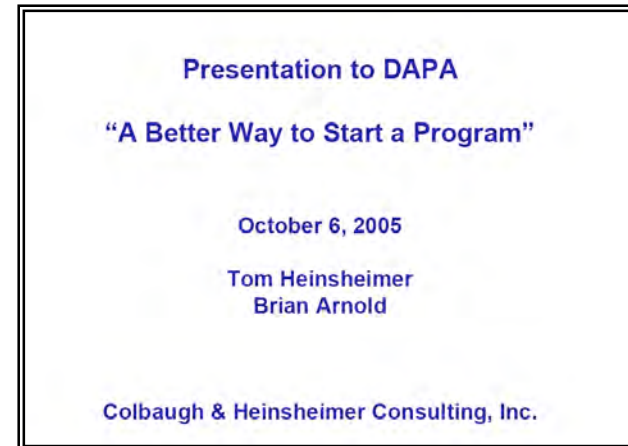 Presentation to DAPA
“A Better Way to Start a Program”
October 6, 2005
Tom Heinsheimer
Brian Arnold
Colbaugh & Heinsheimer Consulting, Inc.